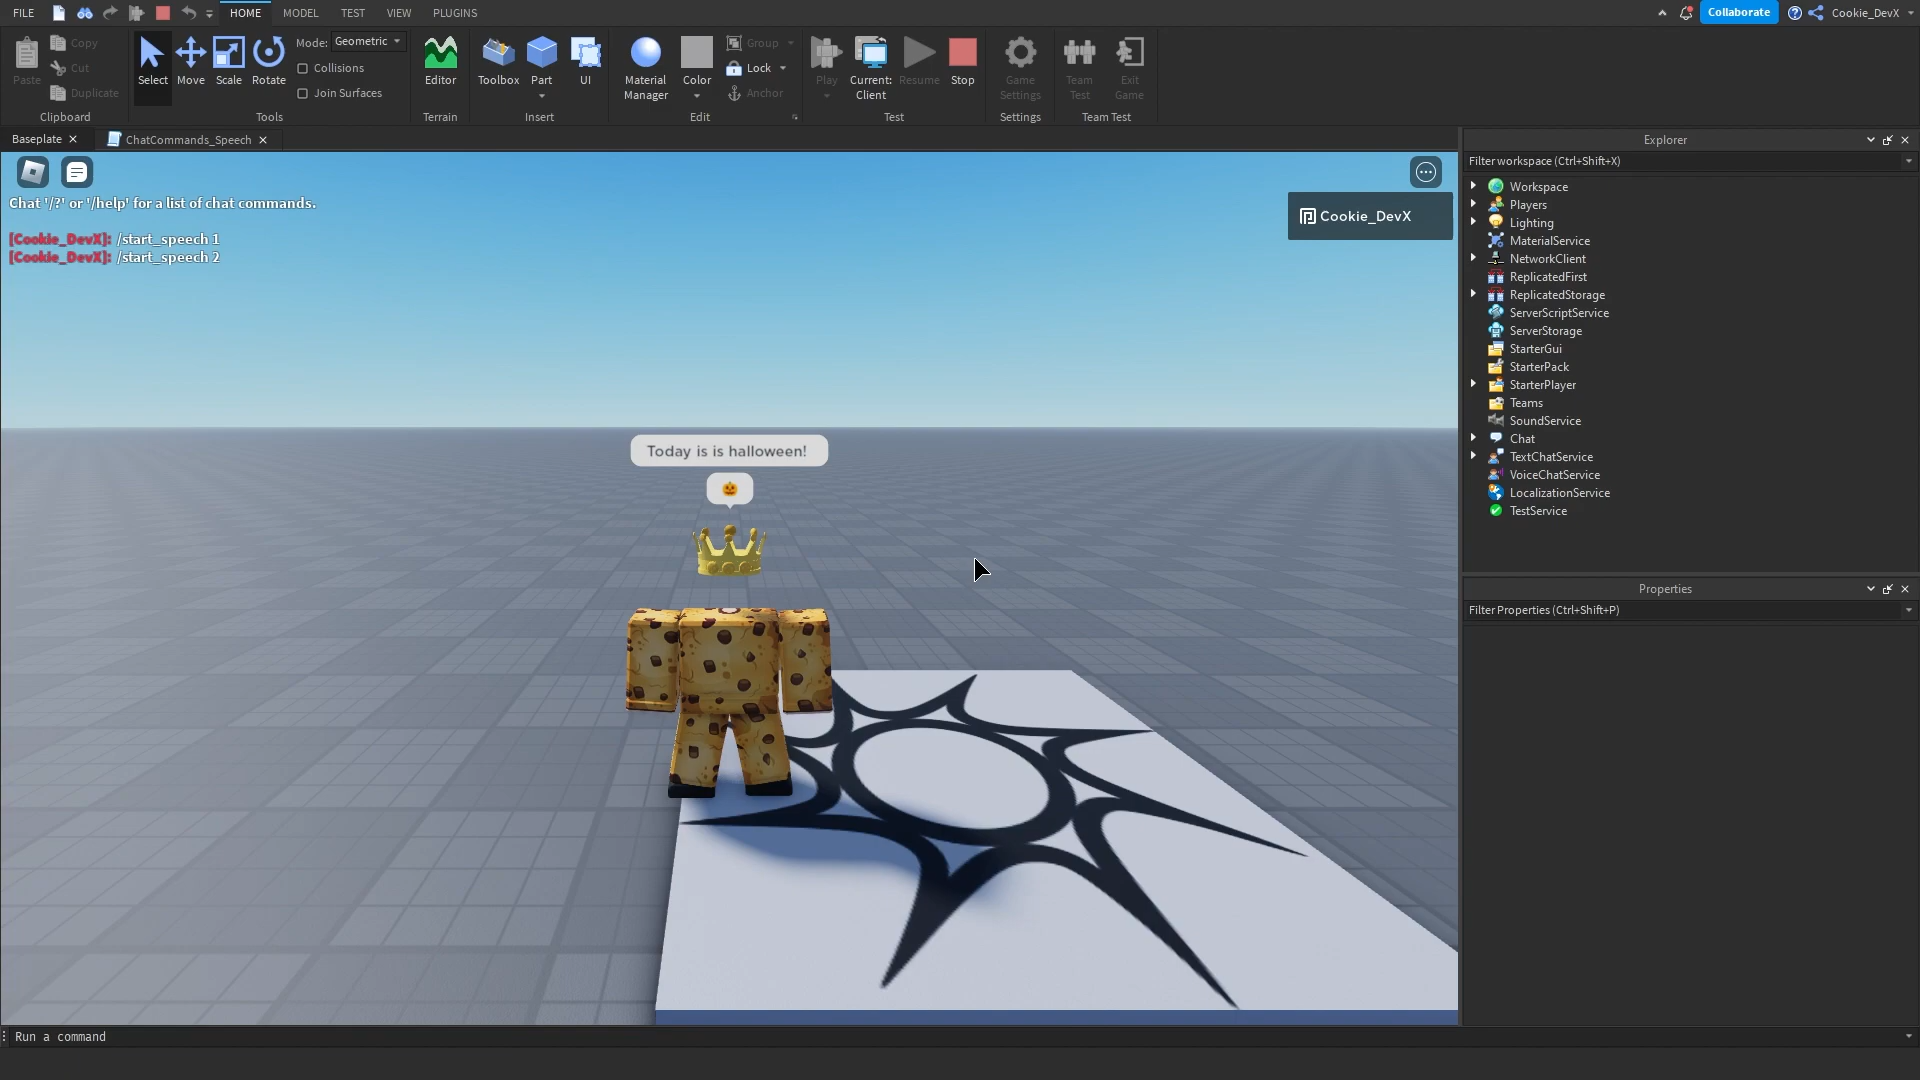 FILE
HOME
MODEL
TEST
VIEW
PLUGINS
Collaborate
Cookie_DevX
Paste
Copy
Cut
Duplicate
Clipboard
Select
Move
Scale
Rotate
Mode: Geometric
Collisions
Join Surfaces
Tools
Editor
Terrain
Toolbox
Part
UI
Insert
Material
Manager
Color
Group
Lock
Anchor
Edit
Play
Current:
Client
Resume
Stop
Test
Game
Settings
Settings
Team
Test
Exit
Game
Team Test
Baseplate
ChatCommands_Speech
Chat '/?' or '/help' for a list of chat commands.
[Cookie_DevX]: /start_speech 1
[Cookie_DevX]: /start_speech 2
Cookie_DevX
Today is is halloween!
Explorer
Filter workspace (Ctrl+Shift+X)
Workspace
Players
Lighting
MaterialService
NetworkClient
ReplicatedFirst
ReplicatedStorage
ServerScriptService
ServerStorage
StarterGui
StarterPack
StarterPlayer
Teams
SoundService
Chat
TextChatService
VoiceChatService
LocalizationService
TestService
Properties
Filter Properties (Ctrl+Shift+P)
Run a command